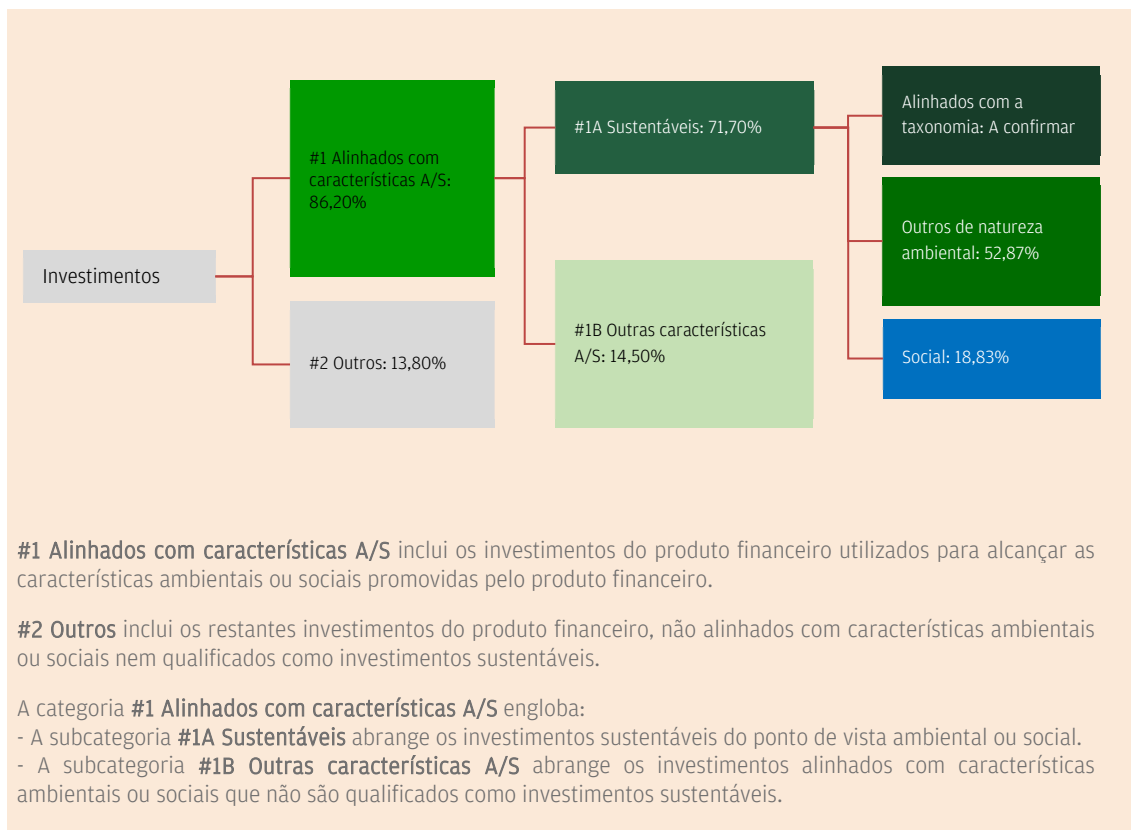 Investimentos
#1 Alinhados com
características A/S:
86,20%
#2 Outros: 13,80%
#1A Sustentáveis: 71,70%
#1B Outras características
A/S: 14,50%
Alinhados com a
taxonomia: A confirmar
Outros de natureza
ambiental: 52,87%
Social: 18,83%
#1 Alinhados com características A/S inclui os investimentos do produto financeiro utilizados para alcançar as
características ambientais ou sociais promovidas pelo produto financeiro.
#2 Outros inclui os restantes investimentos do produto financeiro, não alinhados com características ambientais
ou sociais nem qualificados como investimentos sustentáveis.
A categoria #1 Alinhados com características A/S engloba:
- A subcategoria #1A Sustentáveis abrange os investimentos sustentáveis do ponto de vista ambiental ou social.
- A subcategoria #1B Outras características A/S abrange os investimentos alinhados com características
ambientais ou sociais que não são qualificados como investimentos sustentáveis.